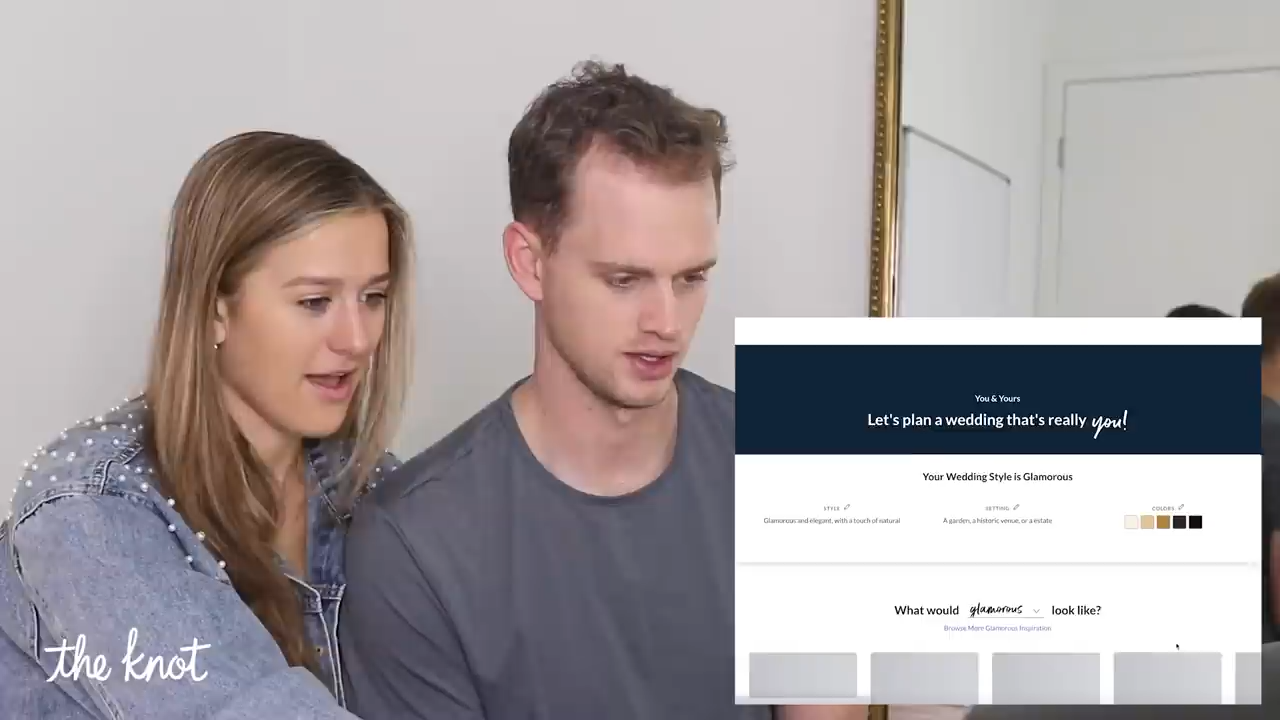 You & Yours
Let's plan a wedding that's really you!
Your Wedding Style is Glamorous
STYLE SETTING COLORS
Glamorous and elegant, with a touch of natural A garden, a historic venue, or a estate
What would glamorous look like?
Browse More Glamorous Inspiration
the knot